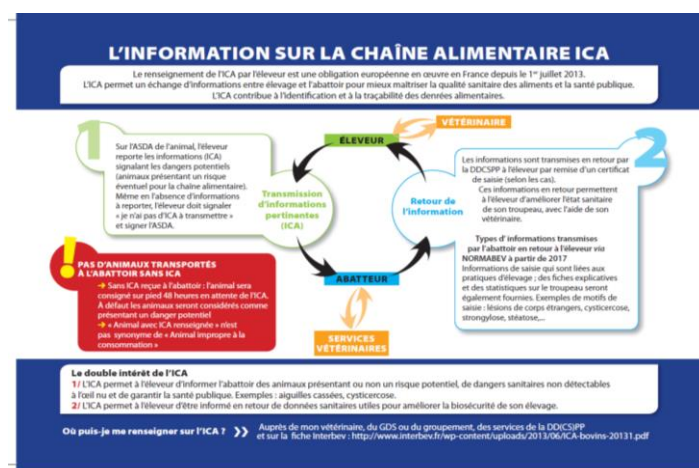 L'INFORMATION SUR LA CHAÎNE ALIMENTAIRE ICA
Le renseignement de l'ICA par l'éleveur est une obligation européenne en œuvre en France depuis le 1er juillet 2013.
L'ICA permet un échange d'informations entre élevage et l'abattoir pour mieux maîtriser la qualité sanitaire des aliments et la santé publique.
L'ICA contribue à l'identification et à la traçabilité des denrées alimentaires.
1
Sur l'ASDA de l'animal, l'éleveur
reporte les informations (ICA)
signalant les dangers potentiels
(animaux présentant un risque
éventuel pour la chaîne alimentaire).
Même en l'absence d'informations
à reporter, l'éleveur doit signaler
« je n'ai pas d'ICA à transmettre »
et signer l'ASDA.
Transmission
d'informations
pertinentes
(ICA)
ÉLEVEUR
VÉTÉRINAIRE
Retour de
l'information
ABATTEUR
SERVICES
VÉTÉRINAIRES
2
Les informations sont transmises en retour par
la DDCSPP à l'éleveur par remise d'un certificat
de saisie (selon les cas).
Ces informations en retour permettent
à l'éleveur d'améliorer l'état sanitaire
de son troupeau, avec l'aide de son
vétérinaire.
Types d' informations transmises
par l'abattoir en retour à l'éleveur via
NORMABEV à partir de 2017
Informations de saisie qui sont liées aux
pratiques d'élevage ; des fiches explicatives
et des statistiques sur le troupeau seront
également fournies. Exemples de motifs de
saisie : lésions de corps étrangers, cysticercose,
strongylose, stéatose,...
!
PAS D'ANIMAUX TRANSPORTÉS
À L'ABATTOIR SANS ICA
→ Sans ICA reçue à l'abattoir : l'animal sera
consigné sur pied 48 heures en attente de l'ICA.
À défaut les animaux seront considérés comme
présentant un danger potentiel
→ « Animal avec ICA renseignée » n'est
pas synonyme de « Animal impropre à la
consommation »
Le double intérêt de l'ICA
1/ L'ICA permet à l'éleveur d'informer l'abattoir des animaux présentant ou non un risque potentiel, de dangers sanitaires non détectables
à l'œil nu et de garantir la santé publique. Exemples : aiguilles cassées, cysticercose.
2/ L'ICA permet à l'éleveur d'être informé en retour de données sanitaires utiles pour améliorer la biosécurité de son élevage.
Où puis-je me renseigner sur l'ICA ? ❯❯ Auprès de mon vétérinaire, du GDS ou du groupement, des services de la DD(CS)PP
et sur la fiche Interbev : http://www.interbev.fr/wp-content/uploads/2013/06/ICA-bovins-20131.pdf